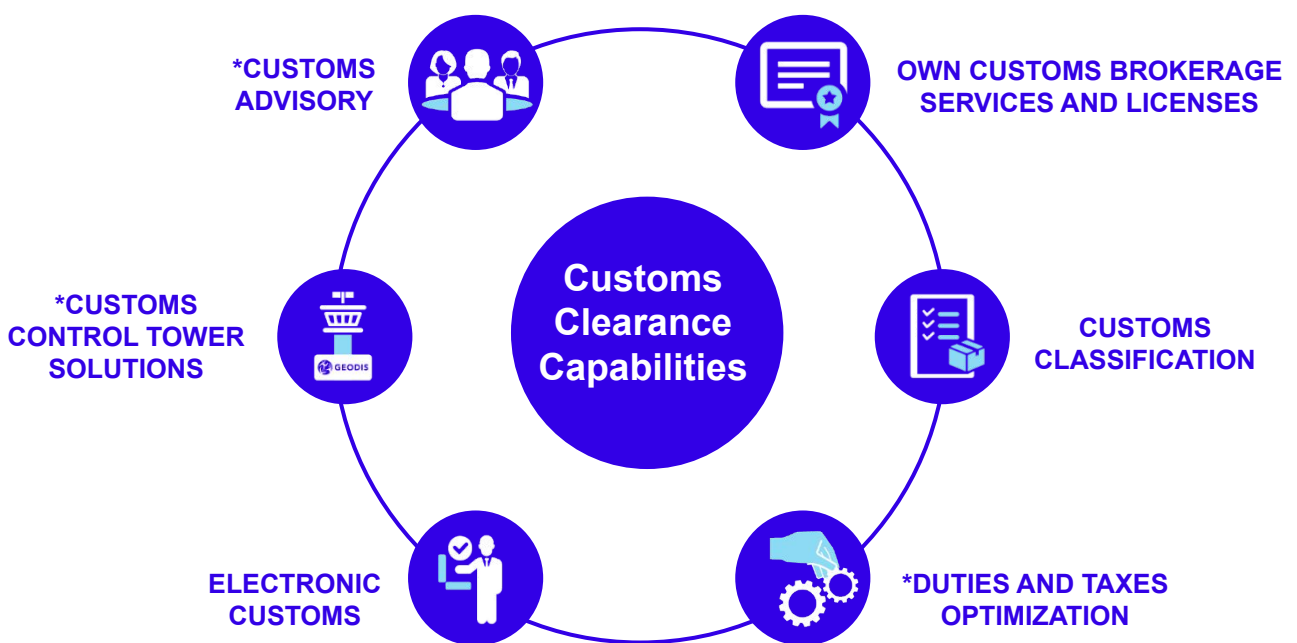 *CUSTOMS
ADVISORY
OWN CUSTOMS BROKERAGE
SERVICES AND LICENSES
*CUSTOMS
CONTROL TOWER
SOLUTIONS
GEODIS
Customs
Clearance
Capabilities
CUSTOMS
CLASSIFICATION
ELECTRONIC
CUSTOMS
*DUTIES AND TAXES
OPTIMIZATION